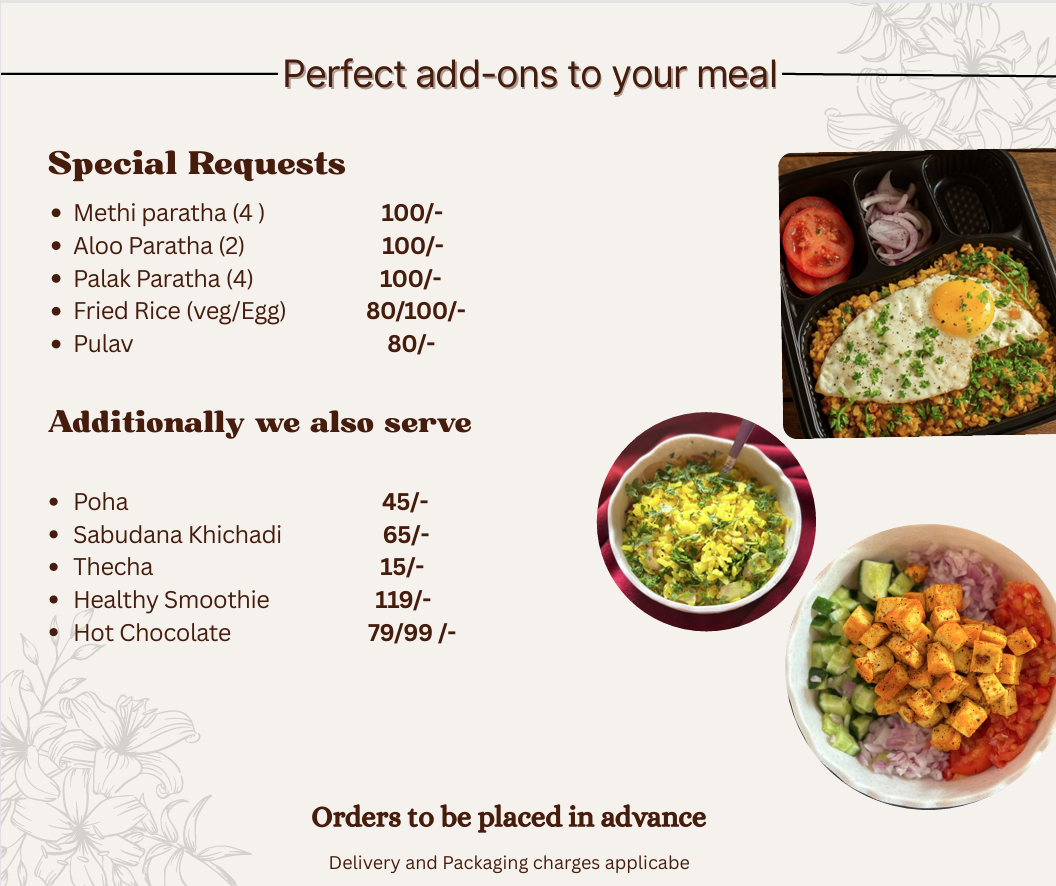 Perfect add-ons to your meal
Special Requests
Methi paratha (4 ) 100/-
Aloo Paratha (2) 100/-
Palak Paratha (4) 100/-
Fried Rice (veg/Egg) 80/100/-
Pulav 80/-
Additionally we also serve
Poha 45/-
Sabudana Khichadi 65/-
Thecha 15/-
Healthy Smoothie 119/-
Hot Chocolate 79/99 /-
Orders to be placed in advance
Delivery and Packaging charges applicabe